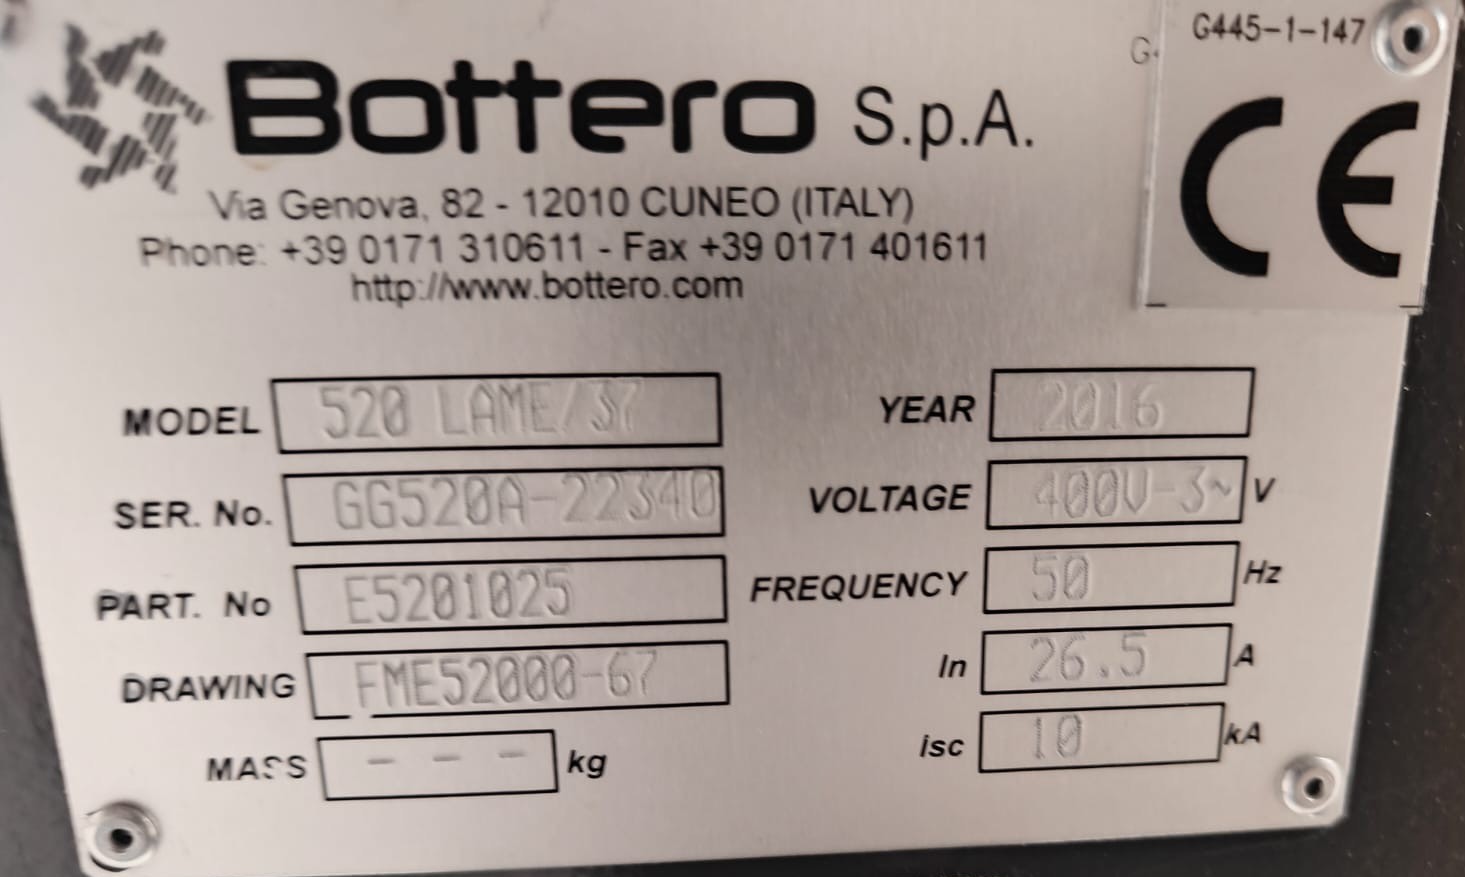 G445-1-147
Bottero S.p.A.
CE
Via Genova, 82 - 12010 CUNEO (ITALY)
Phone: +39 0171 310611 - Fax +39 0171 401611
http://www.bottero.com
MODEL 520 LAME/37
SER. No. GG520A-22340
PART. No E5201025
DRAWING FME52000-67
MASS - - - kg
YEAR 2016
VOLTAGE 400V-3~ V
FREQUENCY 50 Hz
In 26.5 A
isc 10 kA